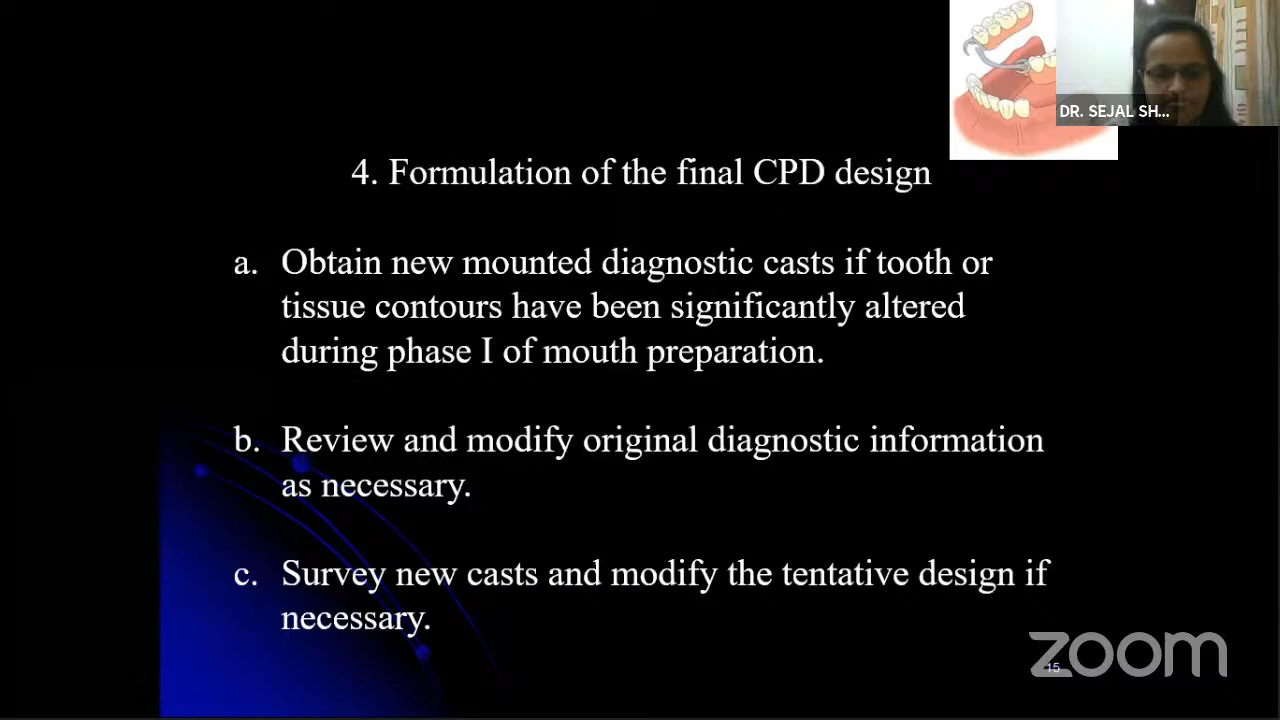 DR. SEJAL SH...
4. Formulation of the final CPD design
a. Obtain new mounted diagnostic casts if tooth or
tissue contours have been significantly altered
during phase I of mouth preparation.
b. Review and modify original diagnostic information
as necessary.
c. Survey new casts and modify the tentative design if
necessary.
zoom
15